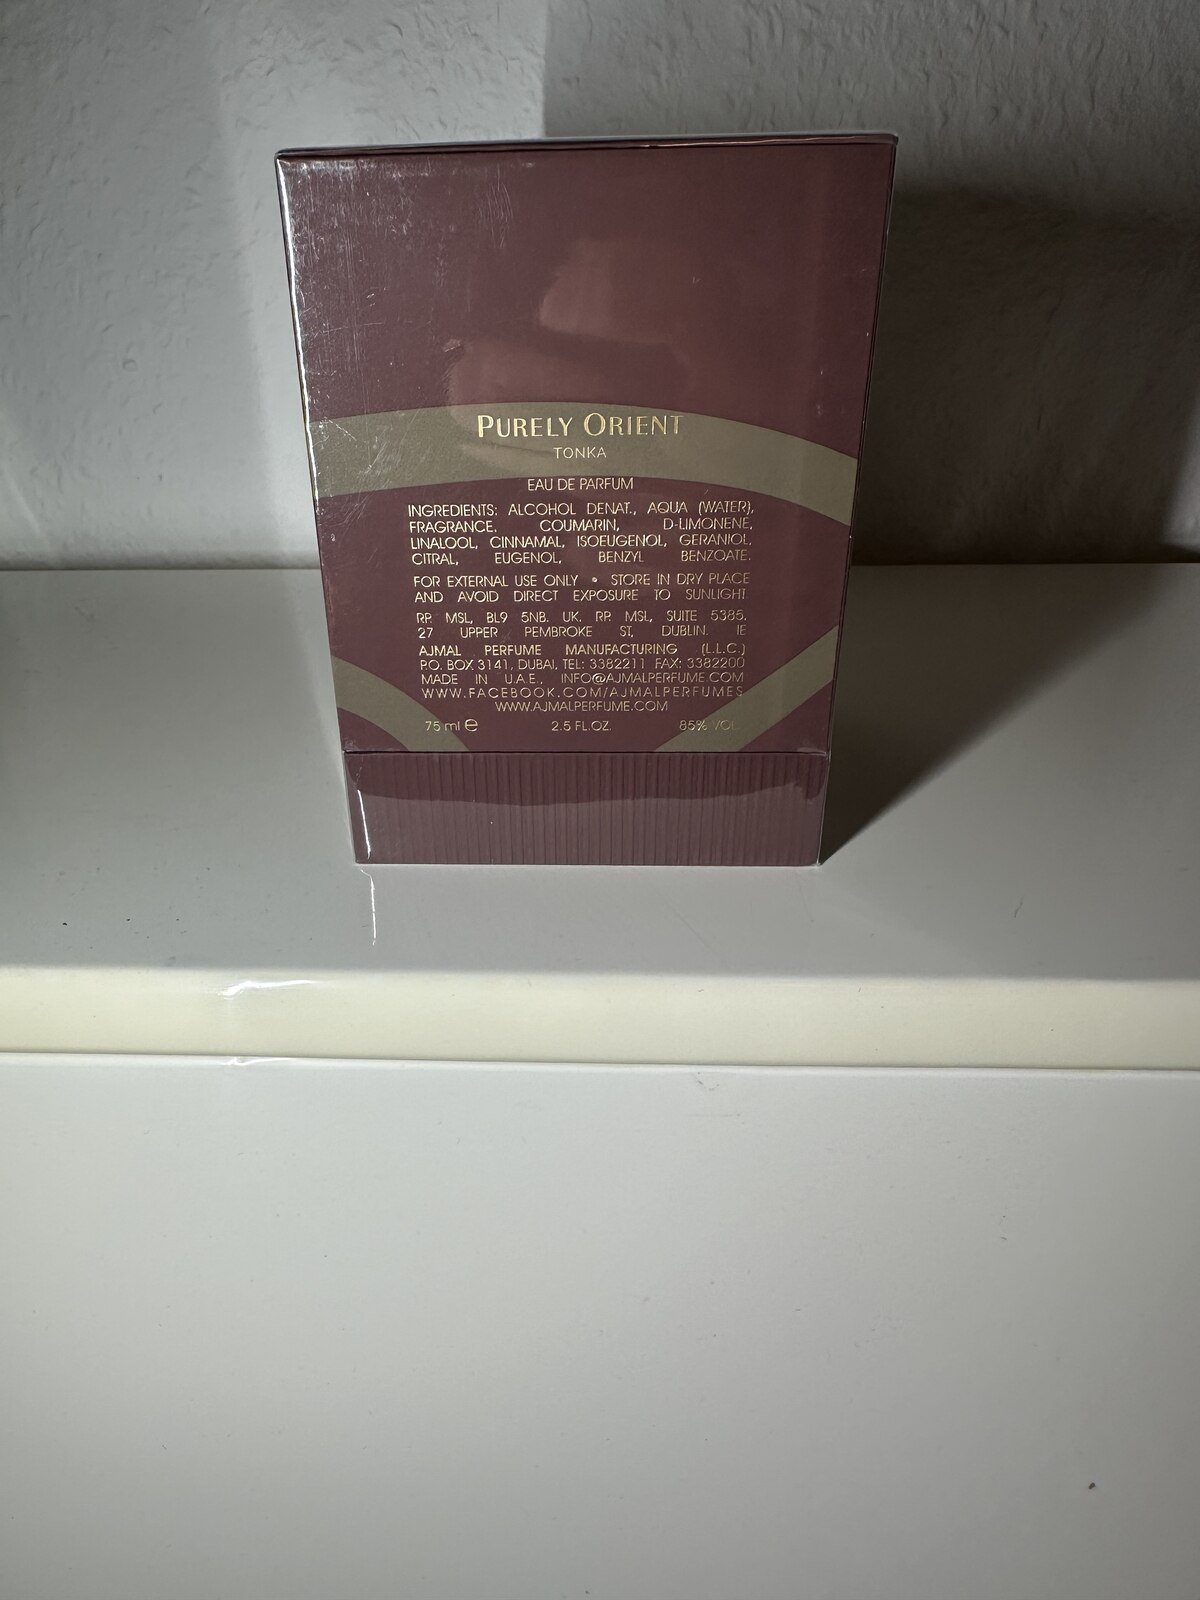 PURELY ORIENT
TONKA
EAU DE PARFUM
INGREDIENTS: ALCOHOL DENAT., AQUA (WATER),
FRAGRANCE. COUMARIN, D-LIMONENE,
LINALOOL, CINNAMAL, ISOEUGENOL, GERANIOL,
CITRAL, EUGENOL, BENZYL BENZOATE.
FOR EXTERNAL USE ONLY • STORE IN DRY PLACE
AND AVOID DIRECT EXPOSURE TO SUNLIGHT
RP. MSL, BL9 5NB. UK. RP. MSL, SUITE 5385,
27 UPPER PEMBROKE ST, DUBLIN. IE
AJMAL PERFUME MANUFACTURING (L.L.C.)
P.O. BOX 3141, DUBAI, TEL: 3382211 FAX: 3382200
MADE IN U.A.E., INFO@AJMALPERFUME.COM
WWW.FACEBOOK.COM/AJMALPERFUMES
WWW.AJMALPERFUME.COM
75 ml ℮ 2.5 FL.OZ. 85% VOL.